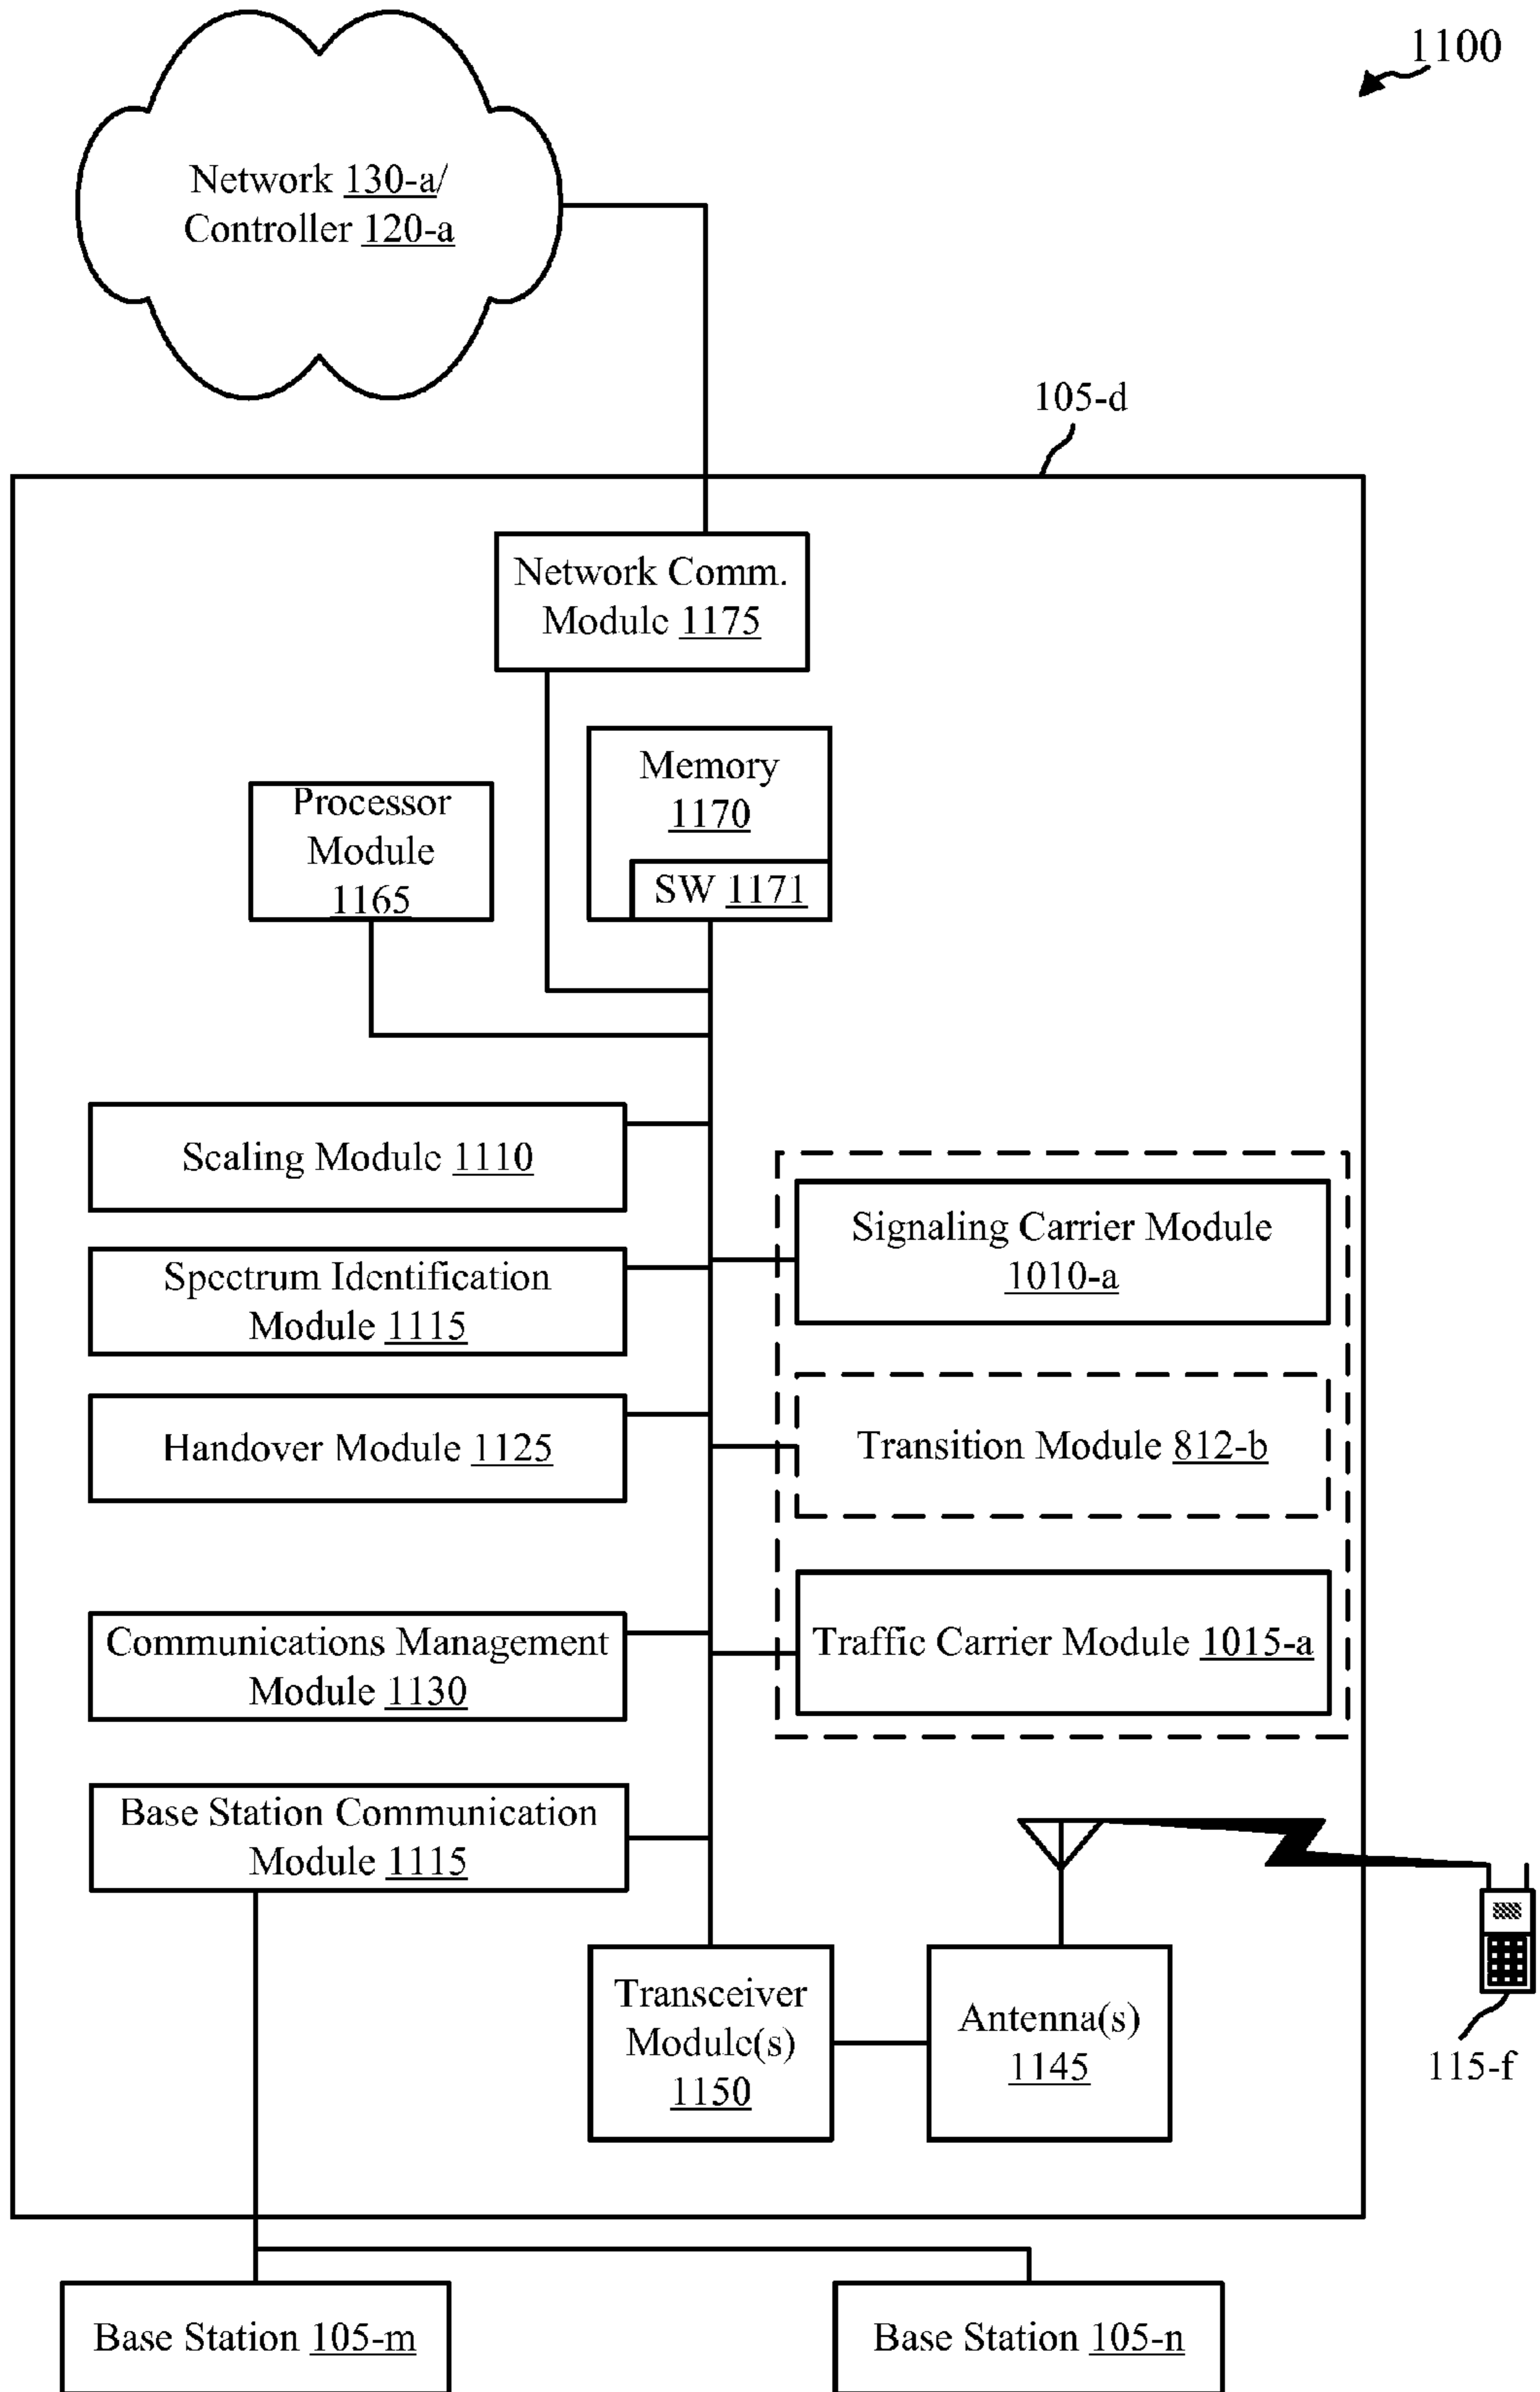 1100
Network 130-a/
Controller 120-a
105-d
Network Comm.
Module 1175
Memory
1170
SW 1171
Processor
Module
1165
Scaling Module 1110
Spectrum Identification
Module 1115
Handover Module 1125
Communications Management
Module 1130
Base Station Communication
Module 1115
Signaling Carrier Module
1010-a
Transition Module 812-b
Traffic Carrier Module 1015-a
Transceiver
Module(s)
1150
Antenna(s)
1145
115-f
Base Station 105-m
Base Station 105-n